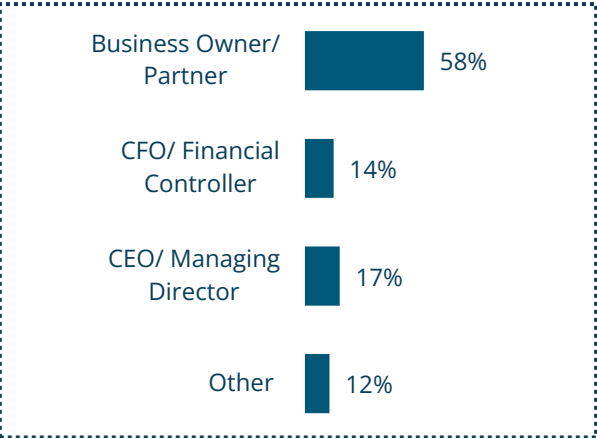 Business Owner/
Partner
58%
CFO/ Financial
Controller
14%
CEO/ Managing
Director
17%
Other
12%